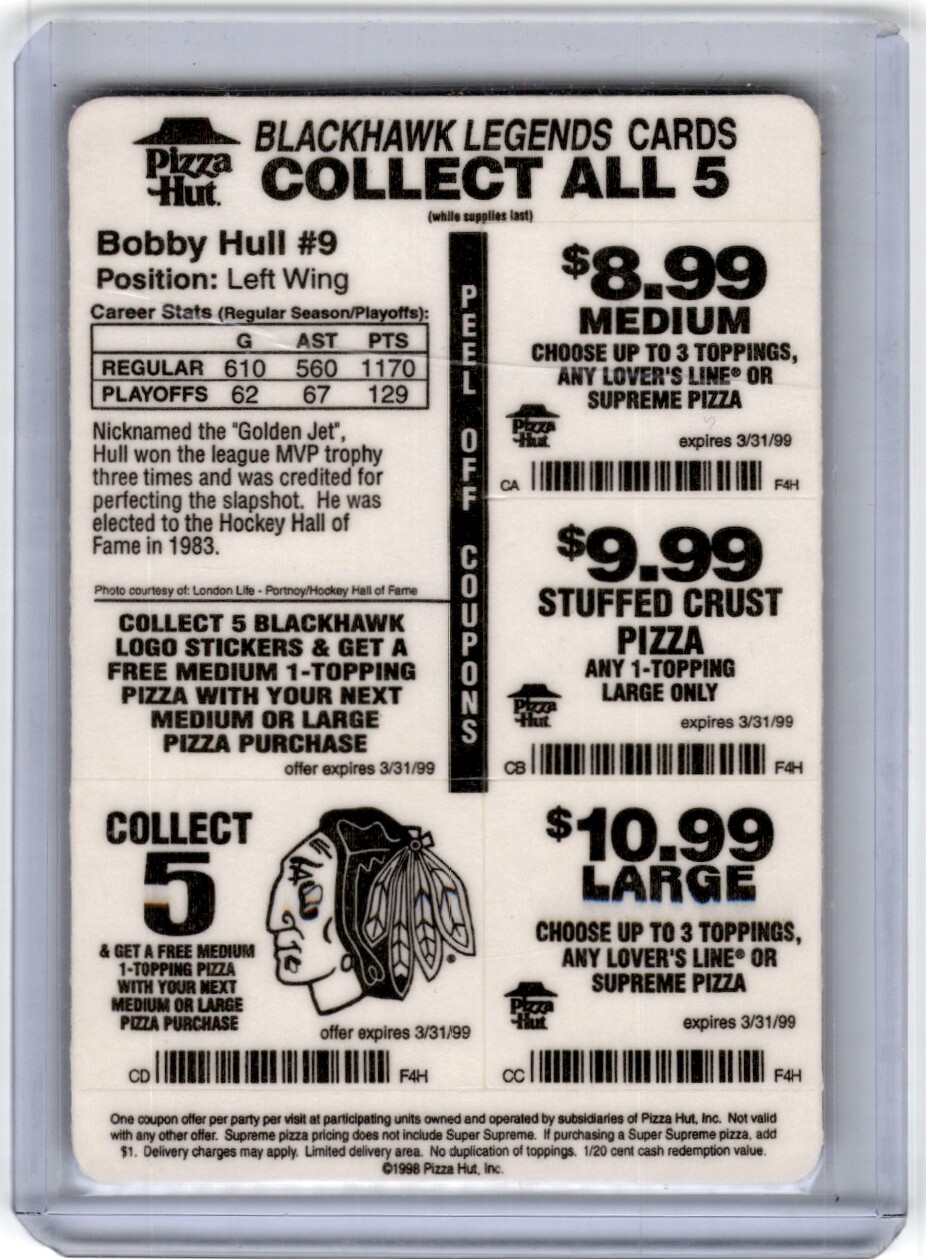 Pizza Hut.
BLACKHAWK LEGENDS CARDS
COLLECT ALL 5
(while supplies last)
Bobby Hull #9
Position: Left Wing
Career Stats (Regular Season/Playoffs):
G AST PTS
REGULAR 610 560 1170
PLAYOFFS 62 67 129
Nicknamed the "Golden Jet",
Hull won the league MVP trophy
three times and was credited for
perfecting the slapshot. He was
elected to the Hockey Hall of
Fame in 1983.
Photo courtesy of: London Life - Portnoy/Hockey Hall of Fame
COLLECT 5 BLACKHAWK
LOGO STICKERS & GET A
FREE MEDIUM 1-TOPPING
PIZZA WITH YOUR NEXT
MEDIUM OR LARGE
PIZZA PURCHASE
offer expires 3/31/99
COLLECT
5
& GET A FREE MEDIUM
1-TOPPING PIZZA
WITH YOUR NEXT
MEDIUM OR LARGE
PIZZA PURCHASE
®
offer expires 3/31/99
CD F4H
PEEL OFF COUPONS
$8.99
MEDIUM
CHOOSE UP TO 3 TOPPINGS,
ANY LOVER'S LINE® OR
SUPREME PIZZA
Pizza Hut.
expires 3/31/99
CA F4H
$9.99
STUFFED CRUST
PIZZA
ANY 1-TOPPING
LARGE ONLY
Pizza Hut.
expires 3/31/99
CB F4H
$10.99
LARGE
CHOOSE UP TO 3 TOPPINGS,
ANY LOVER'S LINE® OR
SUPREME PIZZA
Pizza Hut.
expires 3/31/99
CC F4H
One coupon offer per party per visit at participating units owned and operated by subsidiaries of Pizza Hut, Inc. Not valid
with any other offer. Supreme pizza pricing does not include Super Supreme. If purchasing a Super Supreme pizza, add
$1. Delivery charges may apply. Limited delivery area. No duplication of toppings. 1/20 cent cash redemption value.
©1998 Pizza Hut, Inc.